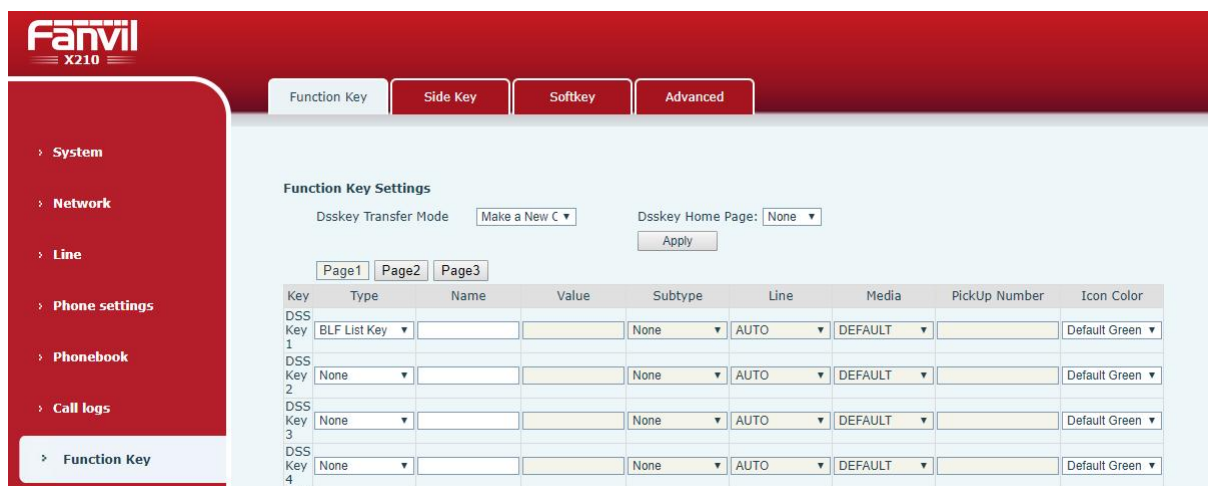 Fanvil
X210
Function Key Side Key Softkey Advanced
System
Network
Line
Phone settings
Phonebook
Call logs
Function Key
Function Key Settings
Dsskey Transfer Mode Make a New C Dsskey Home Page: None
Apply
Page1 Page2 Page3
Key Type Name Value Subtype Line Media PickUp Number Icon Color
DSS Key 1 BLF List Key None AUTO DEFAULT Default Green
DSS Key 2 None None AUTO DEFAULT Default Green
DSS Key 3 None None AUTO DEFAULT Default Green
DSS Key 4 None None AUTO DEFAULT Default Green